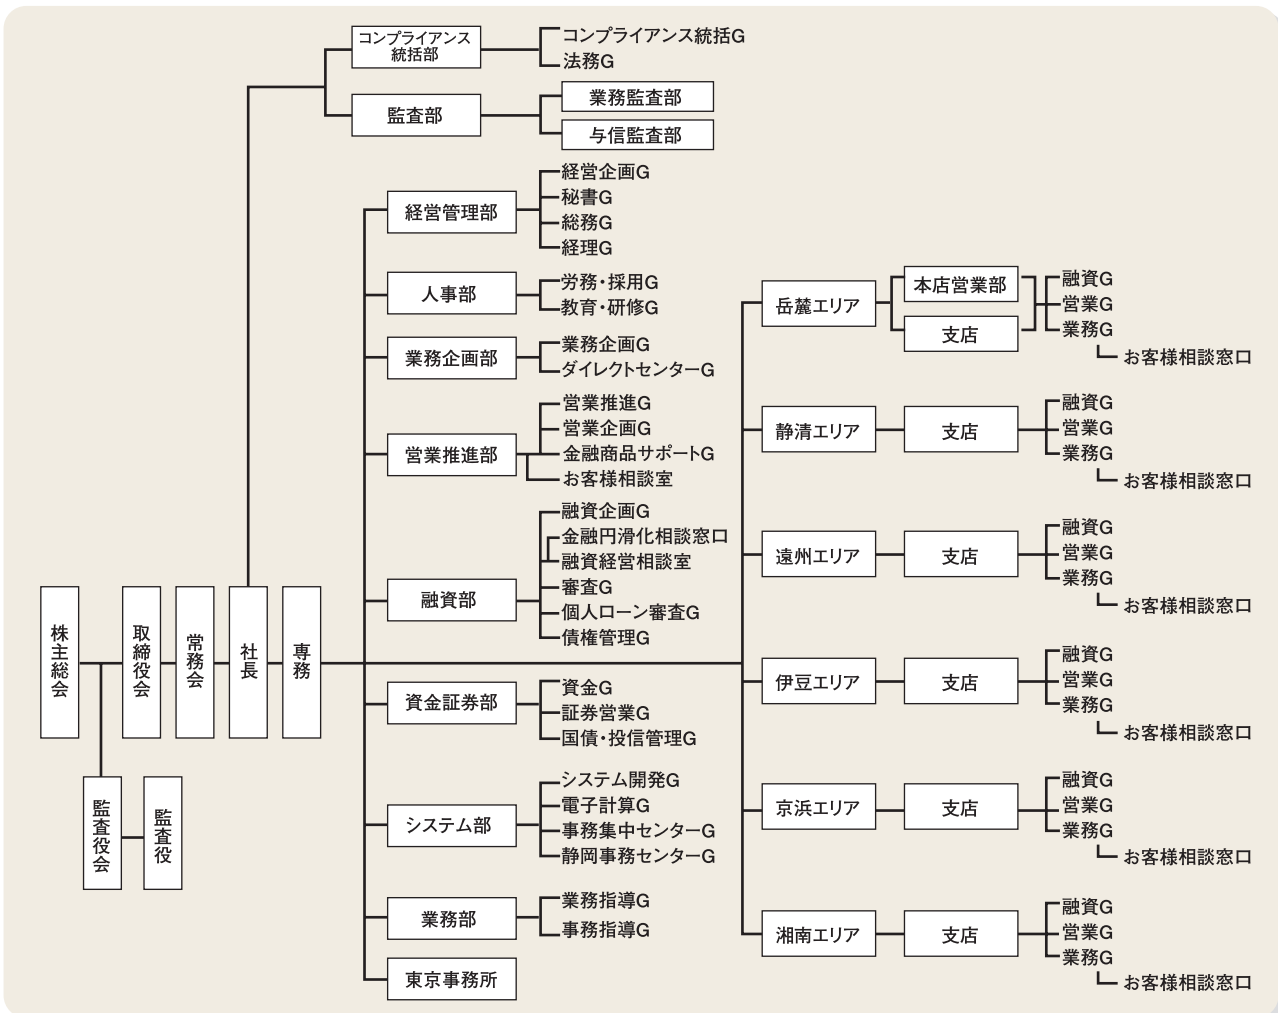 コンプライアンス
統括部
コンプライアンス統括G
法務G
監査部
業務監査部
与信監査部
経営管理部
経営企画G
秘書G
総務G
経理G
人事部
労務・採用G
教育・研修G
業務企画部
業務企画G
ダイレクトセンターG
営業推進部
営業推進G
営業企画G
金融商品サポートG
お客様相談室
融資部
融資企画G
金融円滑化相談窓口
融資経営相談室
審査G
個人ローン審査G
債権管理G
株主総会
取締役会
常務会
社長
専務
監査役会
監査役
資金証券部
資金G
証券営業G
国債・投信管理G
システム部
システム開発G
電子計算G
事務集中センターG
静岡事務センターG
業務部
業務指導G
事務指導G
東京事務所
岳麓エリア
本店営業部
支店
融資G
営業G
業務G
お客様相談窓口
静清エリア
支店
融資G
営業G
業務G
お客様相談窓口
遠州エリア
支店
融資G
営業G
業務G
お客様相談窓口
伊豆エリア
支店
融資G
営業G
業務G
お客様相談窓口
京浜エリア
支店
融資G
営業G
業務G
お客様相談窓口
湘南エリア
支店
融資G
営業G
業務G
お客様相談窓口